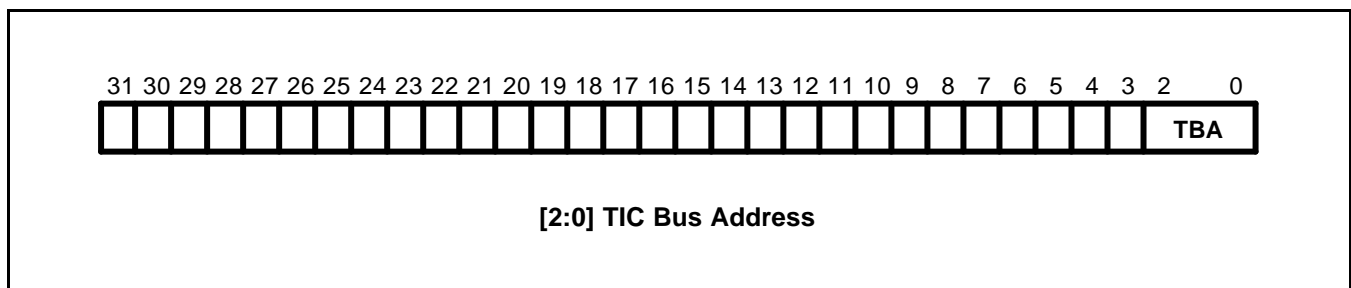 31 30 29 28 27 26 25 24 23 22 21 20 19 18 17 16 15 14 13 12 11 10 9 8 7 6 5 4 3 2 0
TBA
[2:0] TIC Bus Address